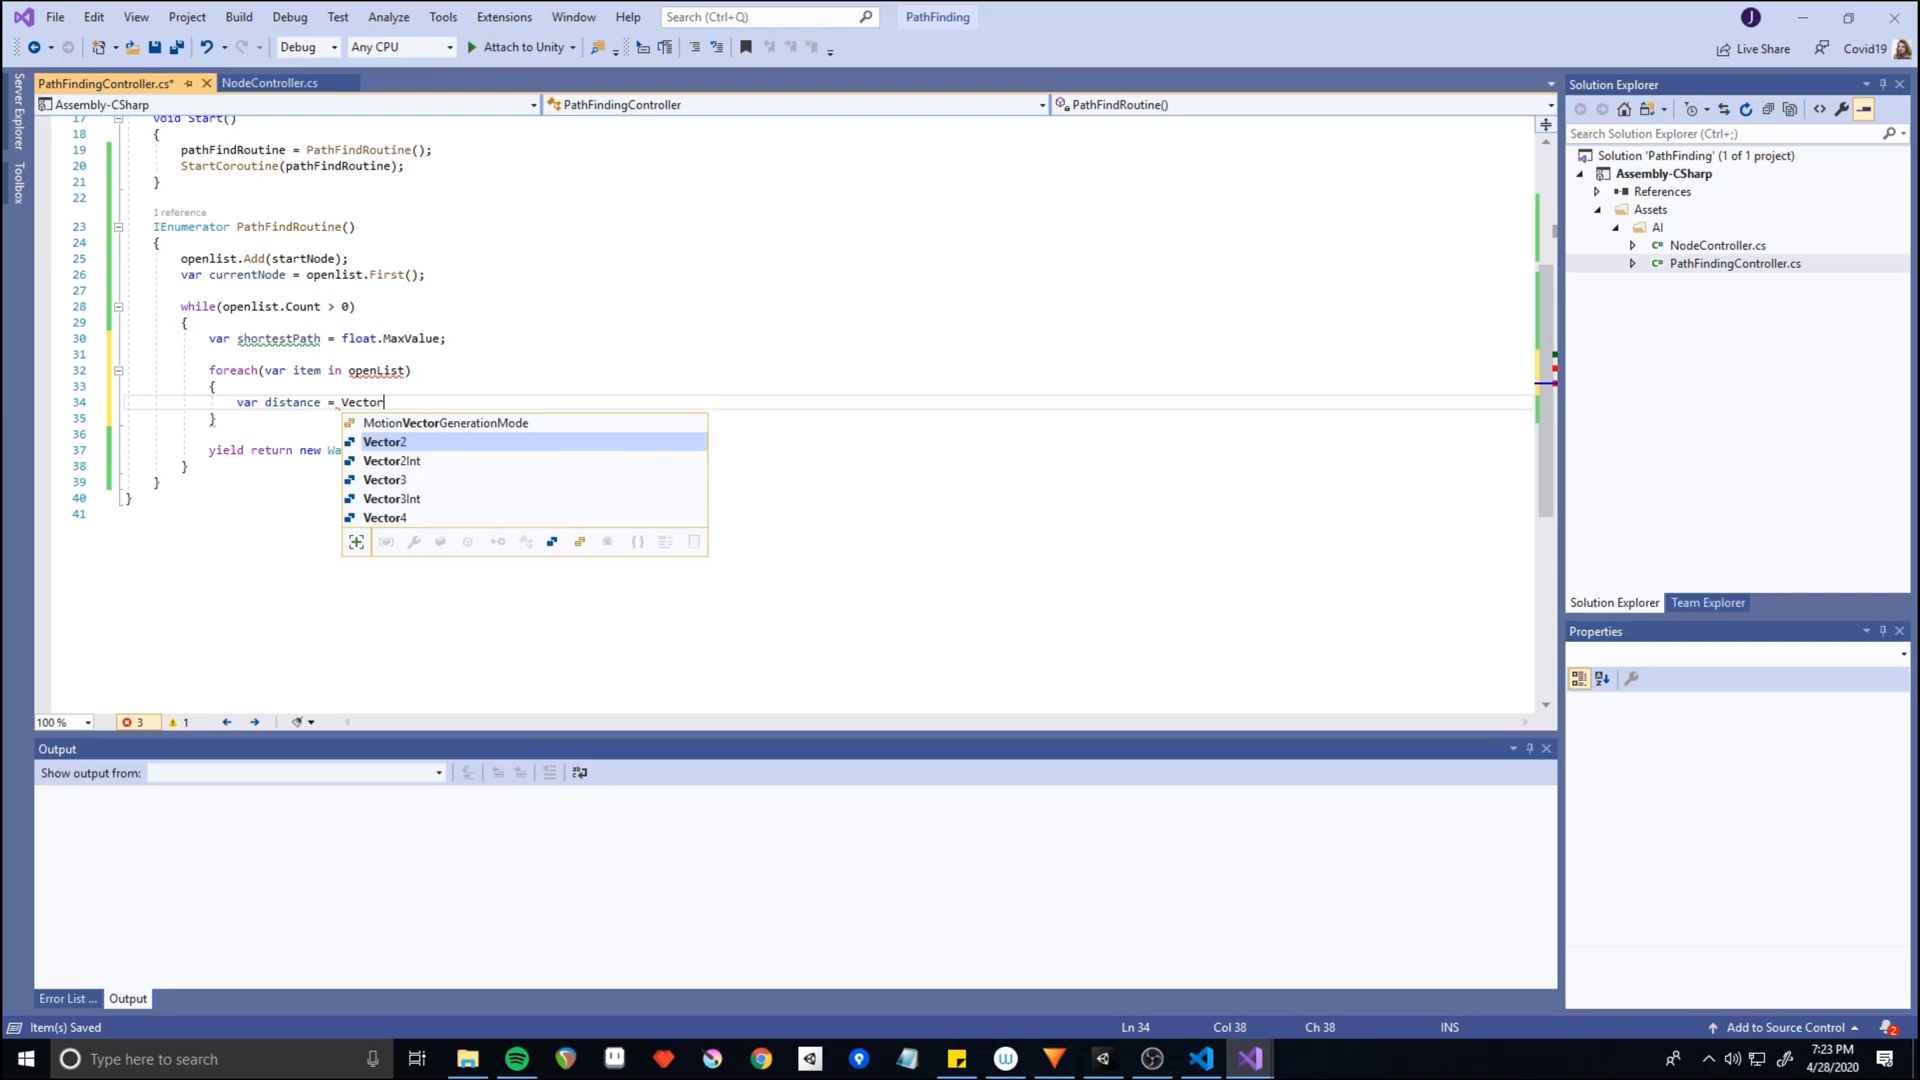 File Edit View Project Build Debug Test Analyze Tools Extensions Window Help Search (Ctrl+Q) PathFinding J
Debug Any CPU Attach to Unity Live Share Covid19
PathFindingController.cs* NodeController.cs
Assembly-CSharp PathFindingController PathFindRoutine()
17 void Start()
18 {
19 pathFindRoutine = PathFindRoutine();
20 StartCoroutine(pathFindRoutine);
21 }
22
1 reference
23 IEnumerator PathFindRoutine()
24 {
25 openlist.Add(startNode);
26 var currentNode = openlist.First();
27
28 while(openlist.Count > 0)
29 {
30 var shortestPath = float.MaxValue;
31
32 foreach(var item in openList)
33 {
34 var distance = Vector
35 }
36
37 yield return new Wa
38 }
39 }
40 }
41
MotionVectorGenerationMode
Vector2
Vector2Int
Vector3
Vector3Int
Vector4
100 % 3 1
Output
Show output from:
Error List ... Output
Server Explorer
Toolbox
Solution Explorer
Search Solution Explorer (Ctrl+;)
Solution 'PathFinding' (1 of 1 project)
Assembly-CSharp
References
Assets
AI
C# NodeController.cs
C# PathFindingController.cs
Solution Explorer Team Explorer
Properties
Item(s) Saved Ln 34 Col 38 Ch 38 INS Add to Source Control 2
Type here to search
7:23 PM
4/28/2020